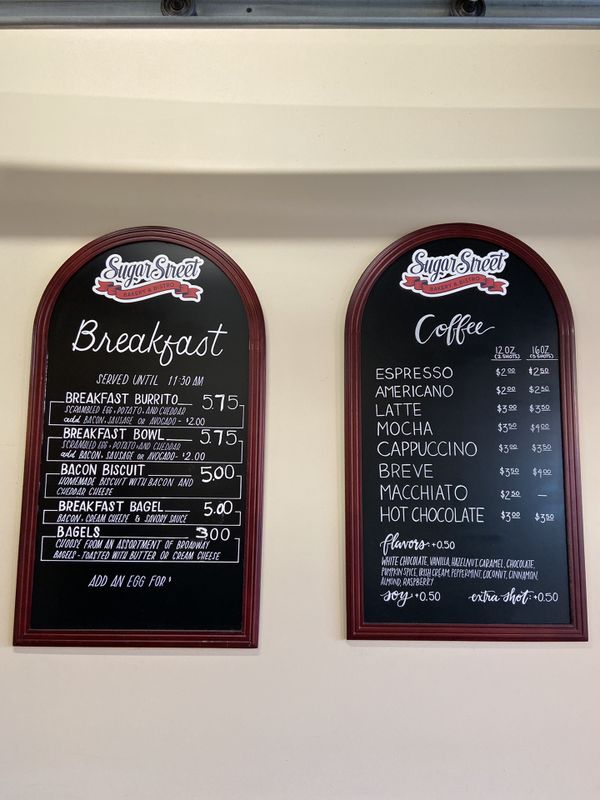 Sugar Street
BAKERY & BISTRO
Breakfast
SERVED UNTIL 11:30 AM
BREAKFAST BURRITO 5.75
SCRAMBLED EGG, POTATO, AND CHEDDAR
add BACON, SAUSAGE or AVOCADO - $2.00
BREAKFAST BOWL 5.75
SCRAMBLED EGG, POTATO, AND CHEDDAR
add BACON, SAUSAGE or AVOCADO - $2.00
BACON BISCUIT 5.00
HOMEMADE BISCUIT WITH BACON AND
CHEDDAR CHEESE
BREAKFAST BAGEL 5.00
BACON, CREAM CHEESE & SAVORY SAUCE
BAGELS 3.00
CHOOSE FROM AN ASSORTMENT OF BROADWAY
BAGELS - TOASTED WITH BUTTER OR CREAM CHEESE
ADD AN EGG FOR $
Sugar Street
BAKERY & BISTRO
Coffee
12 OZ 16 OZ
(2 SHOTS) (3 SHOTS)
ESPRESSO $2.00 $2.50
AMERICANO $2.00 $2.50
LATTE $3.00 $3.50
MOCHA $3.50 $4.00
CAPPUCCINO $3.00 $3.50
BREVE $3.50 $4.00
MACCHIATO $2.50 —
HOT CHOCOLATE $3.00 $3.50
flavors: +0.50
WHITE CHOCOLATE, VANILLA, HAZELNUT, CARAMEL, CHOCOLATE,
PUMPKIN SPICE, IRISH CREAM, PEPPERMINT, COCONUT, CINNAMON,
ALMOND, RASPBERRY
soy: +0.50 extra shot: +0.50